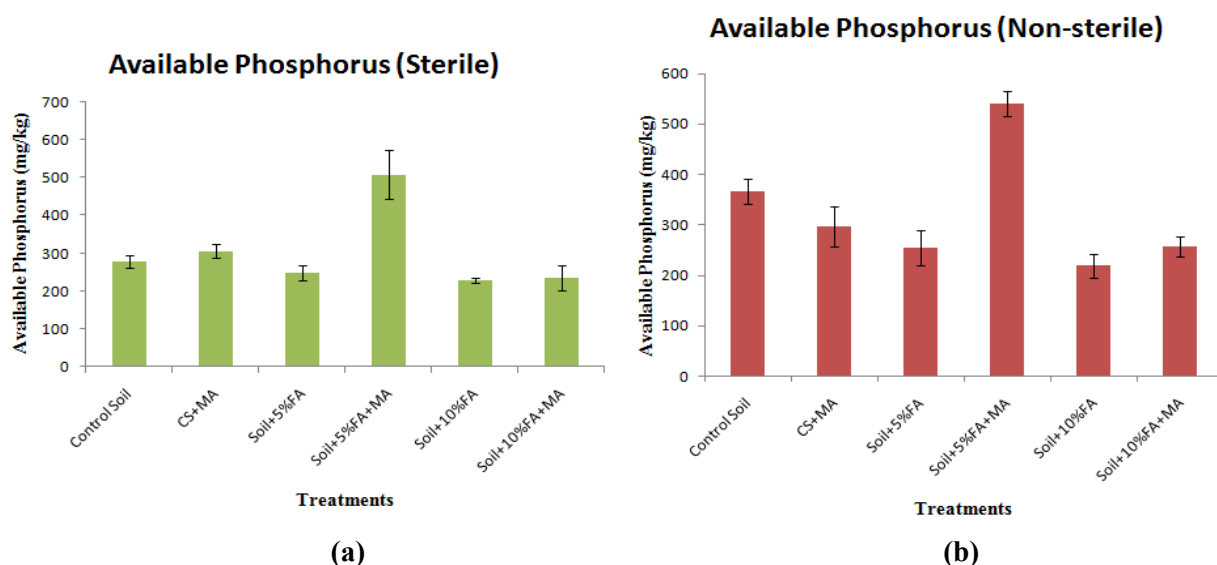 Available Phosphorus (Sterile)
Available Phosphorus (mg/kg)
700
600
500
400
300
200
100
0
Control Soil
CS+MA
Soil+5%FA
Soil+5%FA+MA
Soil+10%FA
Soil+10%FA+MA
Treatments
(a)
Available Phosphorus (Non-sterile)
Available Phosphorus (mg/kg)
600
500
400
300
200
100
0
Control Soil
CS+MA
Soil+5%FA
Soil+5%FA+MA
Soil+10%FA
Soil+10%FA+MA
Treatments
(b)